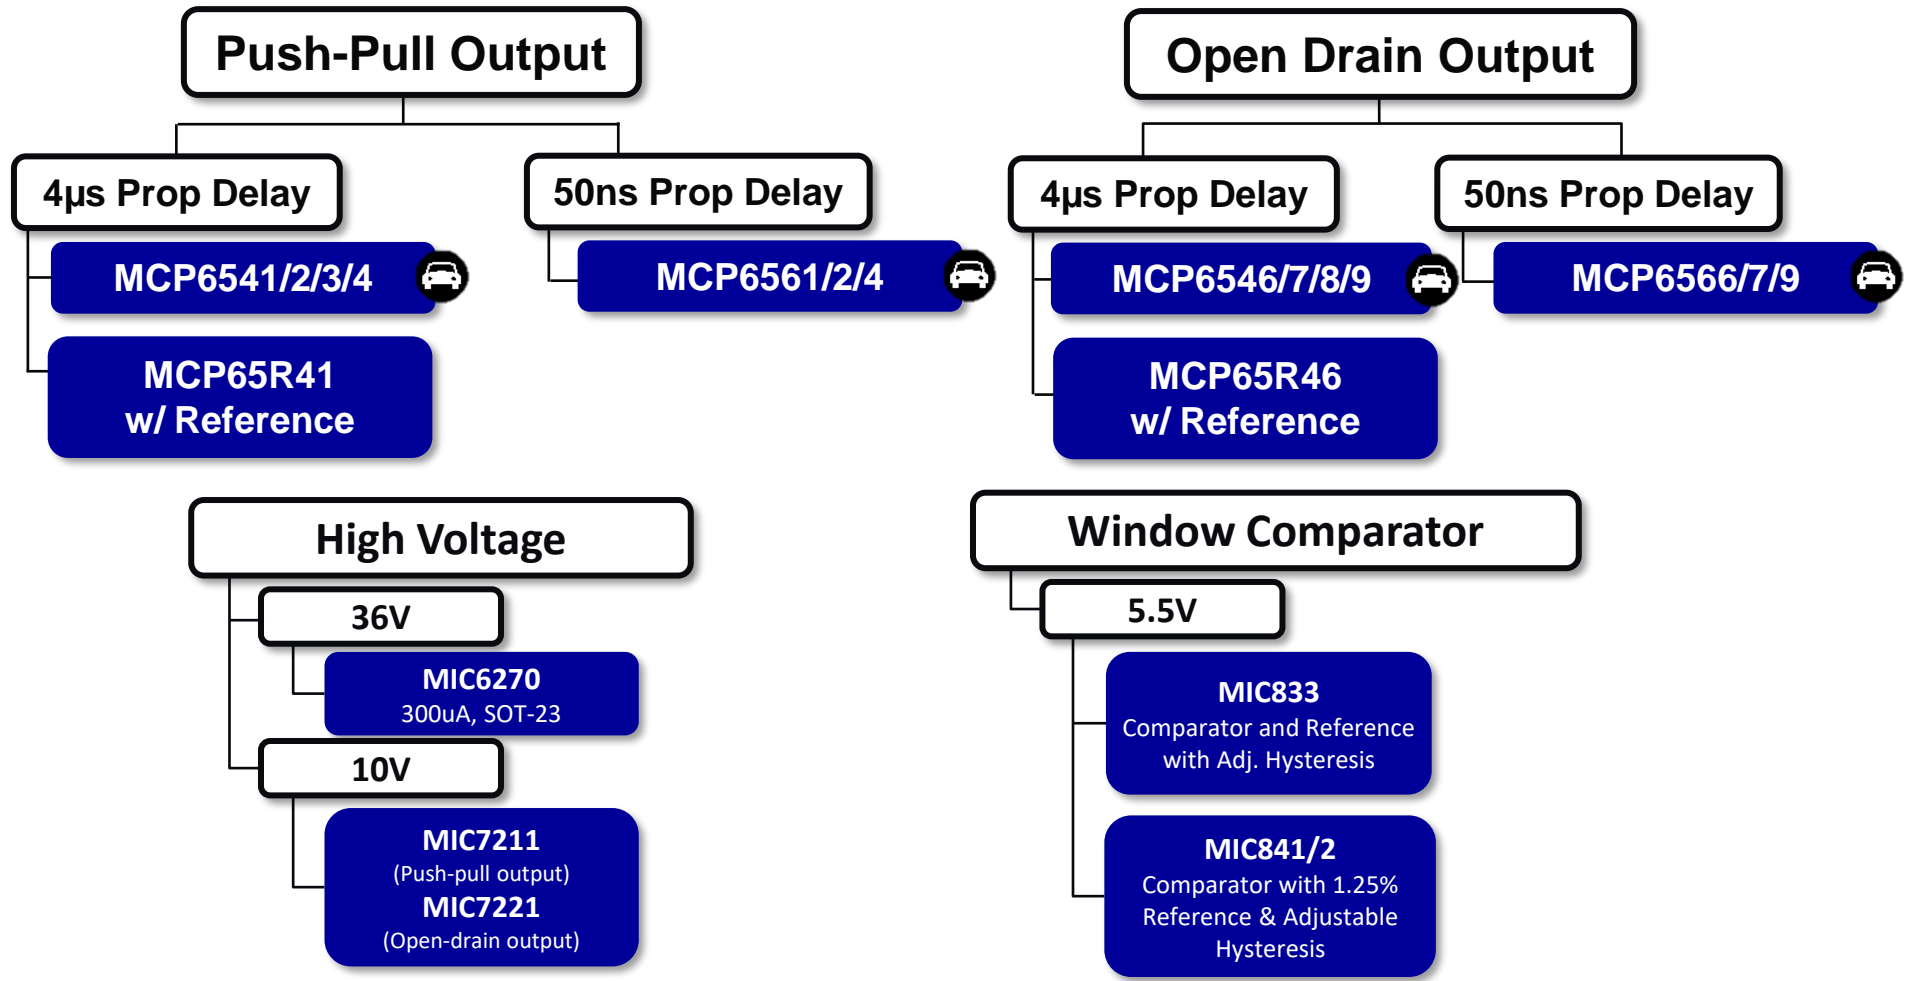 Push-Pull Output
4µs Prop Delay
50ns Prop Delay
MCP6541/2/3/4
MCP6561/2/4
MCP65R41
w/ Reference
Open Drain Output
4µs Prop Delay
50ns Prop Delay
MCP6546/7/8/9
MCP6566/7/9
MCP65R46
w/ Reference
High Voltage
36V
MIC6270
300uA, SOT-23
10V
MIC7211
(Push-pull output)
MIC7221
(Open-drain output)
Window Comparator
5.5V
MIC833
Comparator and Reference
with Adj. Hysteresis
MIC841/2
Comparator with 1.25%
Reference & Adjustable
Hysteresis